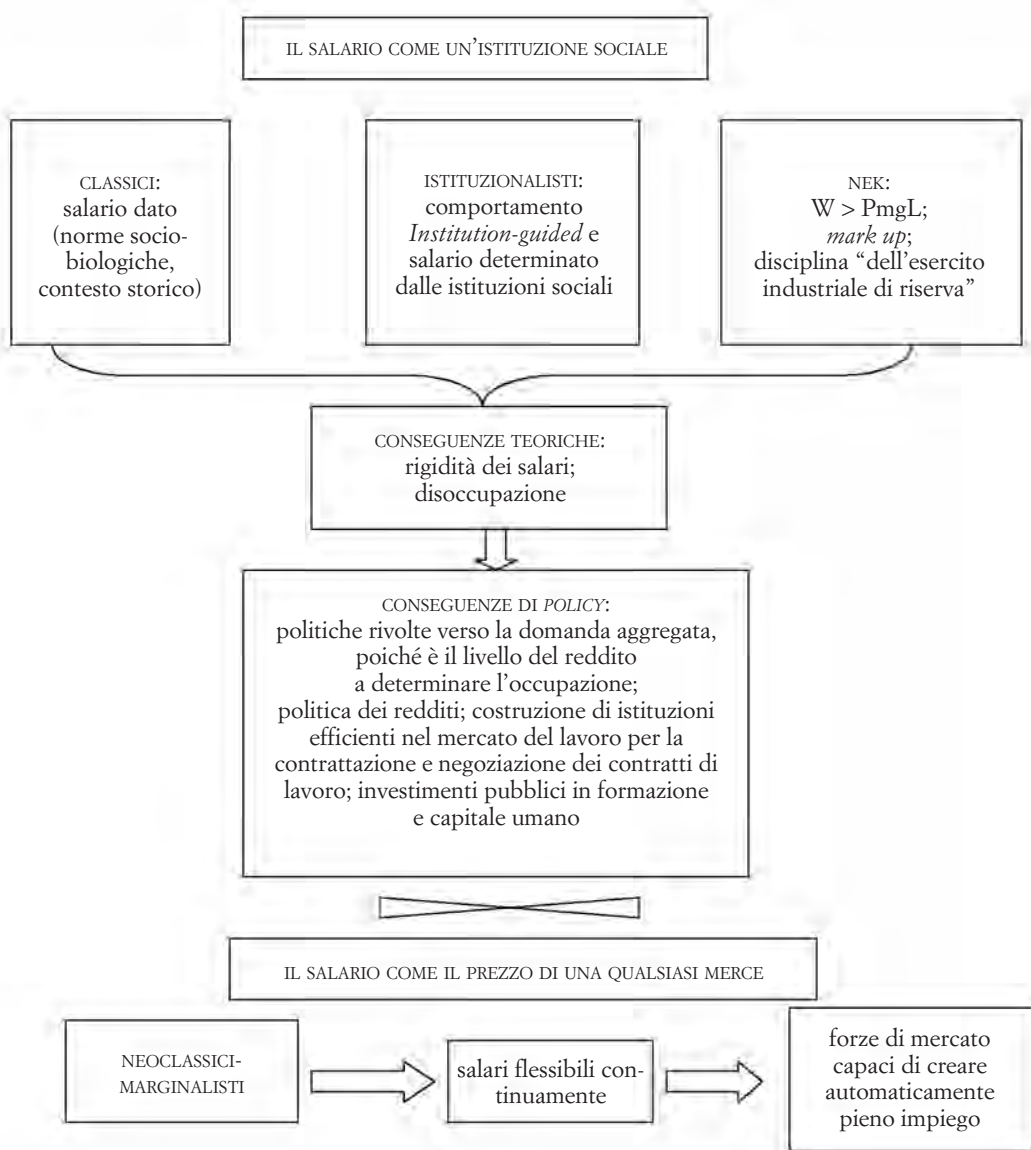 IL SALARIO COME UN'ISTITUZIONE SOCIALE
CLASSICI:
salario dato
(norme socio-
biologiche,
contesto storico)
ISTITUZIONALISTI:
comportamento
Institution-guided e
salario determinato
dalle istituzioni sociali
NEK:
W > PmgL;
mark up;
disciplina “dell'esercito
industriale di riserva”
CONSEGUENZE TEORICHE:
rigidità dei salari;
disoccupazione
CONSEGUENZE DI POLICY:
politiche rivolte verso la domanda aggregata,
poiché è il livello del reddito
a determinare l'occupazione;
politica dei redditi; costruzione di istituzioni
efficienti nel mercato del lavoro per la
contrattazione e negoziazione dei contratti di
lavoro; investimenti pubblici in formazione
e capitale umano
IL SALARIO COME IL PREZZO DI UNA QUALSIASI MERCE
NEOCLASSICI-
MARGINALISTI
salari flessibili con-
tinuamente
forze di mercato
capaci di creare
automaticamente
pieno impiego